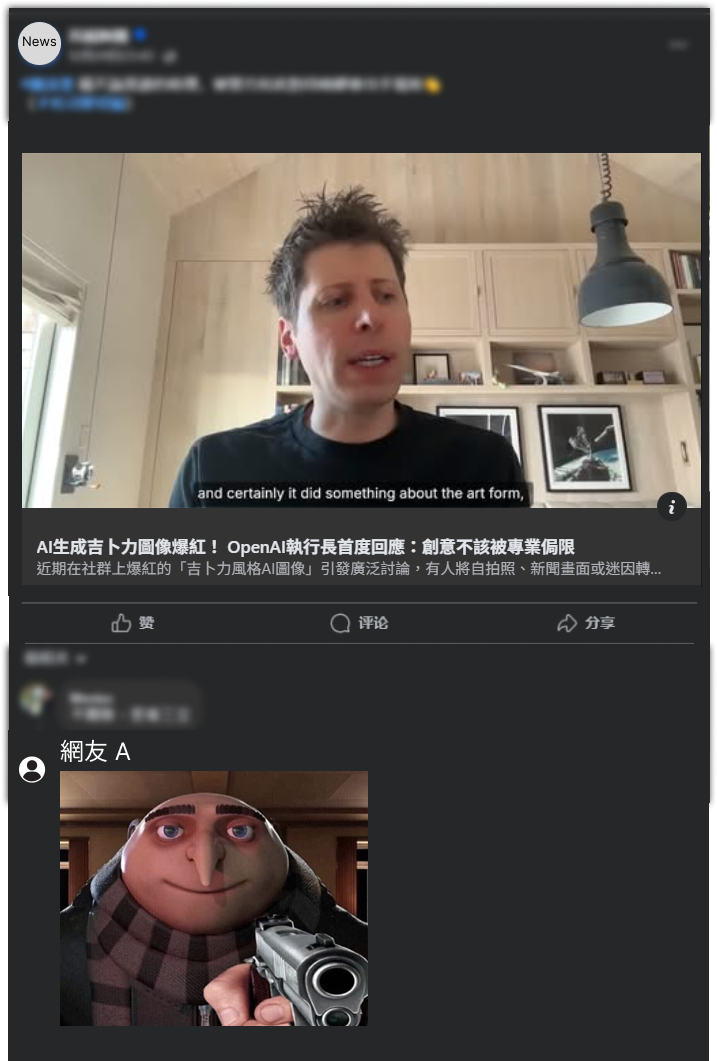 News
and certainly it did something about the art form,
AI生成吉卜力圖像爆紅！ OpenAI執行長首度回應：創意不該被專業侷限
近期在社群上爆紅的「吉卜力風格AI圖像」引發廣泛討論，有人將自拍照、新聞畫面或迷因轉...
赞 评论 分享
網友 A